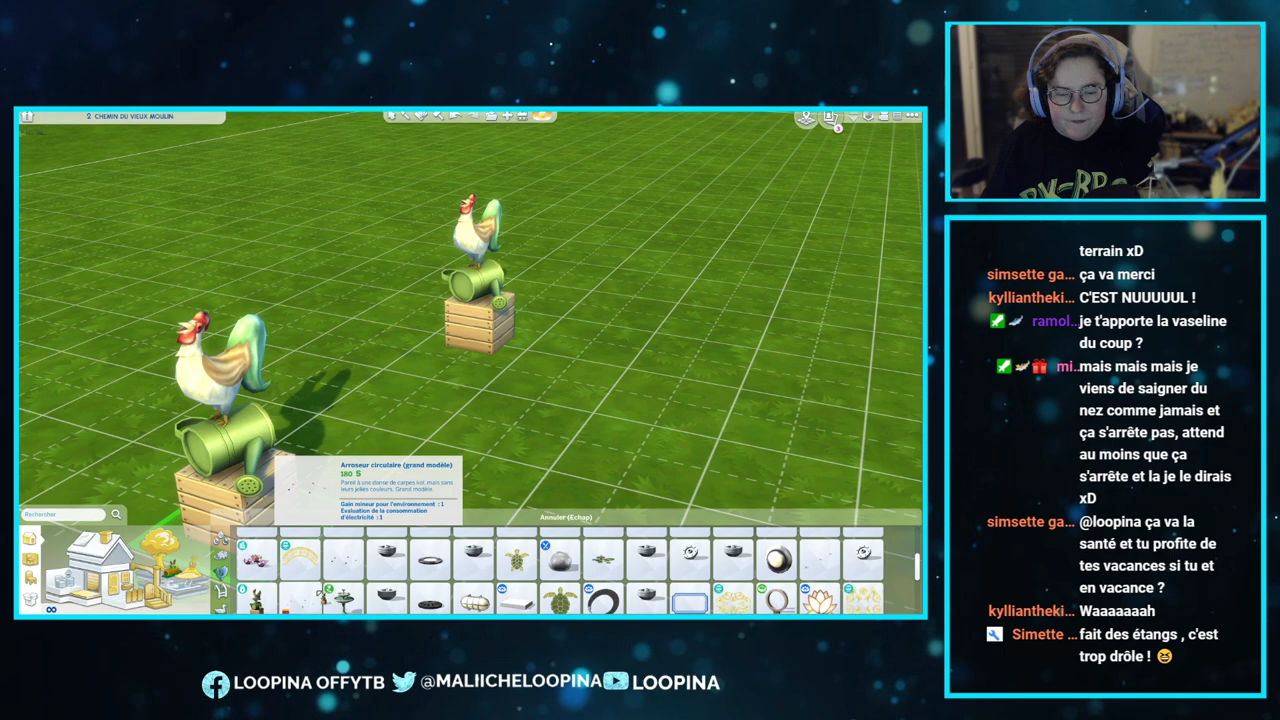 2 CHEMIN DU VIEUX MOULIN
3
Arroseur circulaire (grand modèle)
180 $
Pareil à une danse de carpes koï, mais sans
leurs jolies couleurs. Grand modèle.
Gain mineur pour l'environnement : 1
Évaluation de la consommation
d'électricité : 1
Rechercher
Annuler (Échap)
terrain xD
simsette ga... ça va merci
kylliantheki... C'EST NUUUUUL !
ramol.. je t'apporte la vaseline
du coup ?
mi.. mais mais mais je
viens de saigner du
nez comme jamais et
ça s'arrête pas, attend
au moins que ça
s'arrête et la je le dirais
xD
simsette ga... @loopina ça va la
santé et tu profite de
tes vacances si tu et
en vacance ?
kylliantheki... Waaaaaaah
Simette ... fait des étangs , c'est
trop drôle !
LOOPINA OFFYTB
@MALIICHELOOPINA
LOOPINA